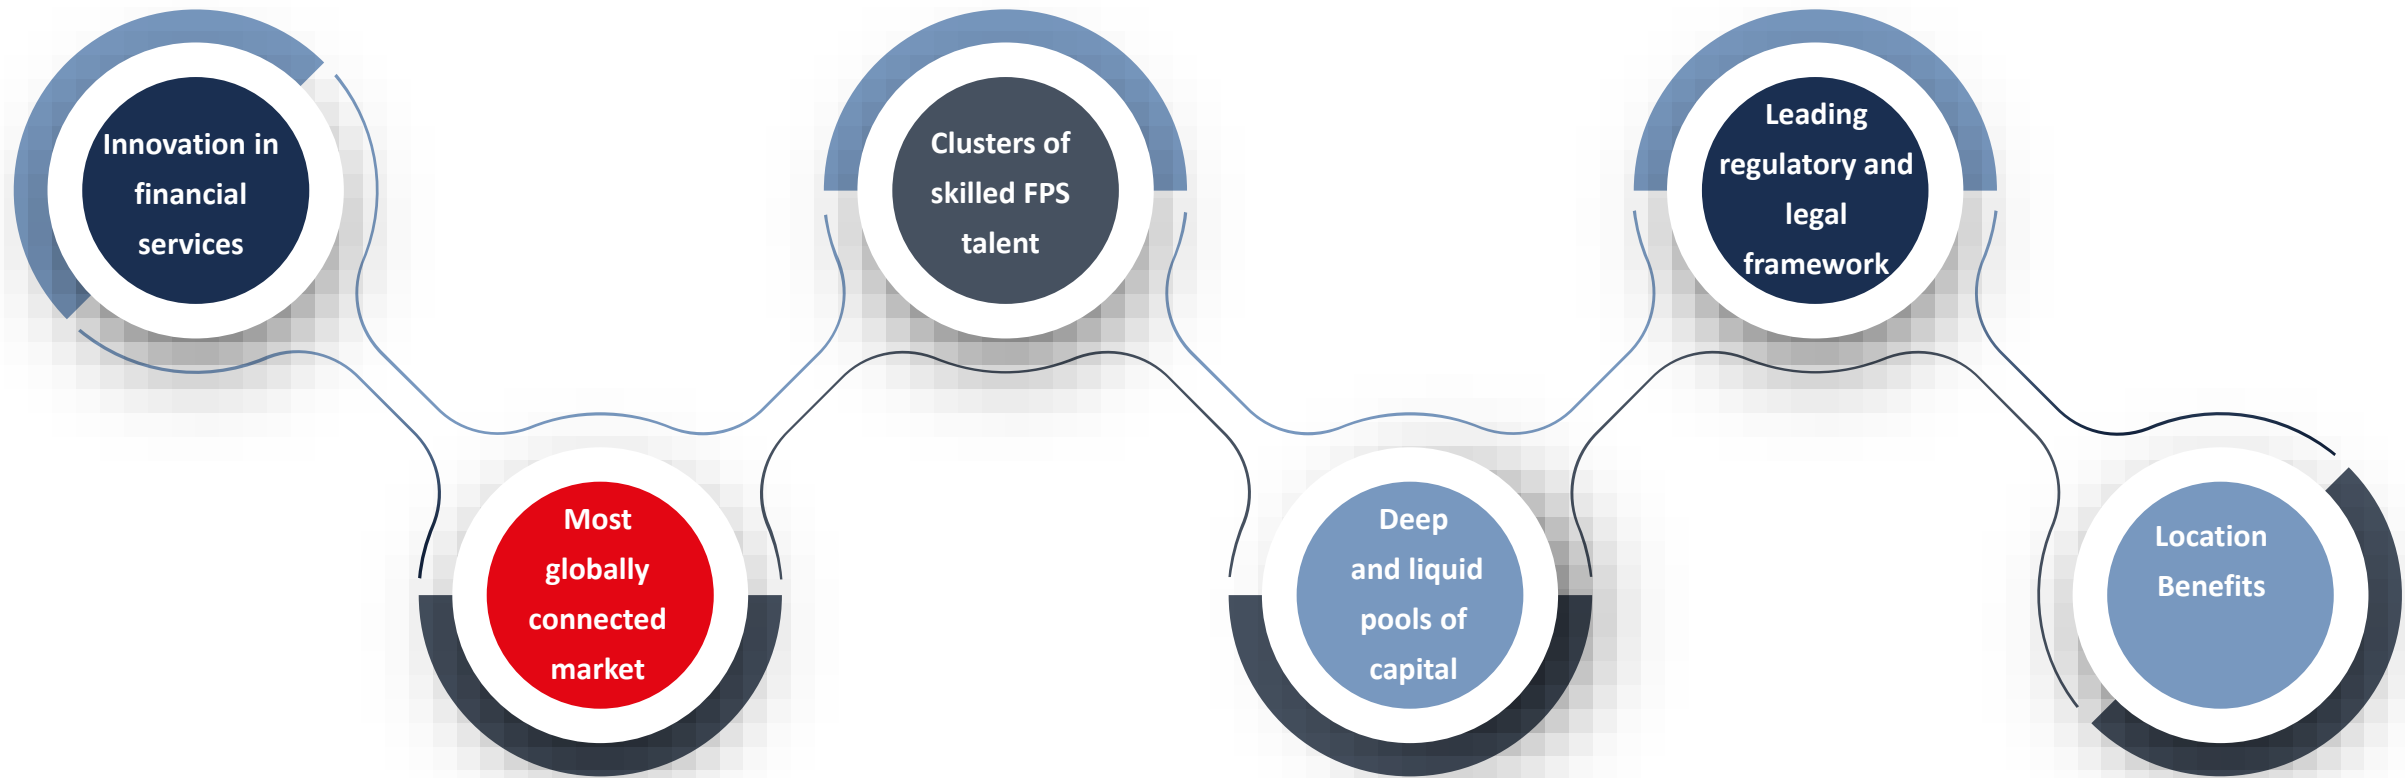 Innovation in
financial
services
Most
globally
connected
market
Clusters of
skilled FPS
talent
Deep
and liquid
pools of
capital
Leading
regulatory and
legal
framework
Location
Benefits